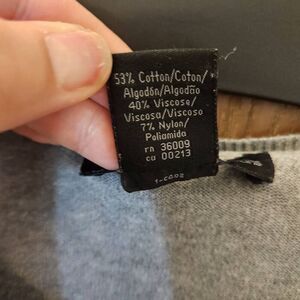 53% Cotton/Coton/
Algodón/Algodão
40% Viscose/
Viscosa/Viscoso
7% Nylon/
Poliamida
rn 36009
ca 00213